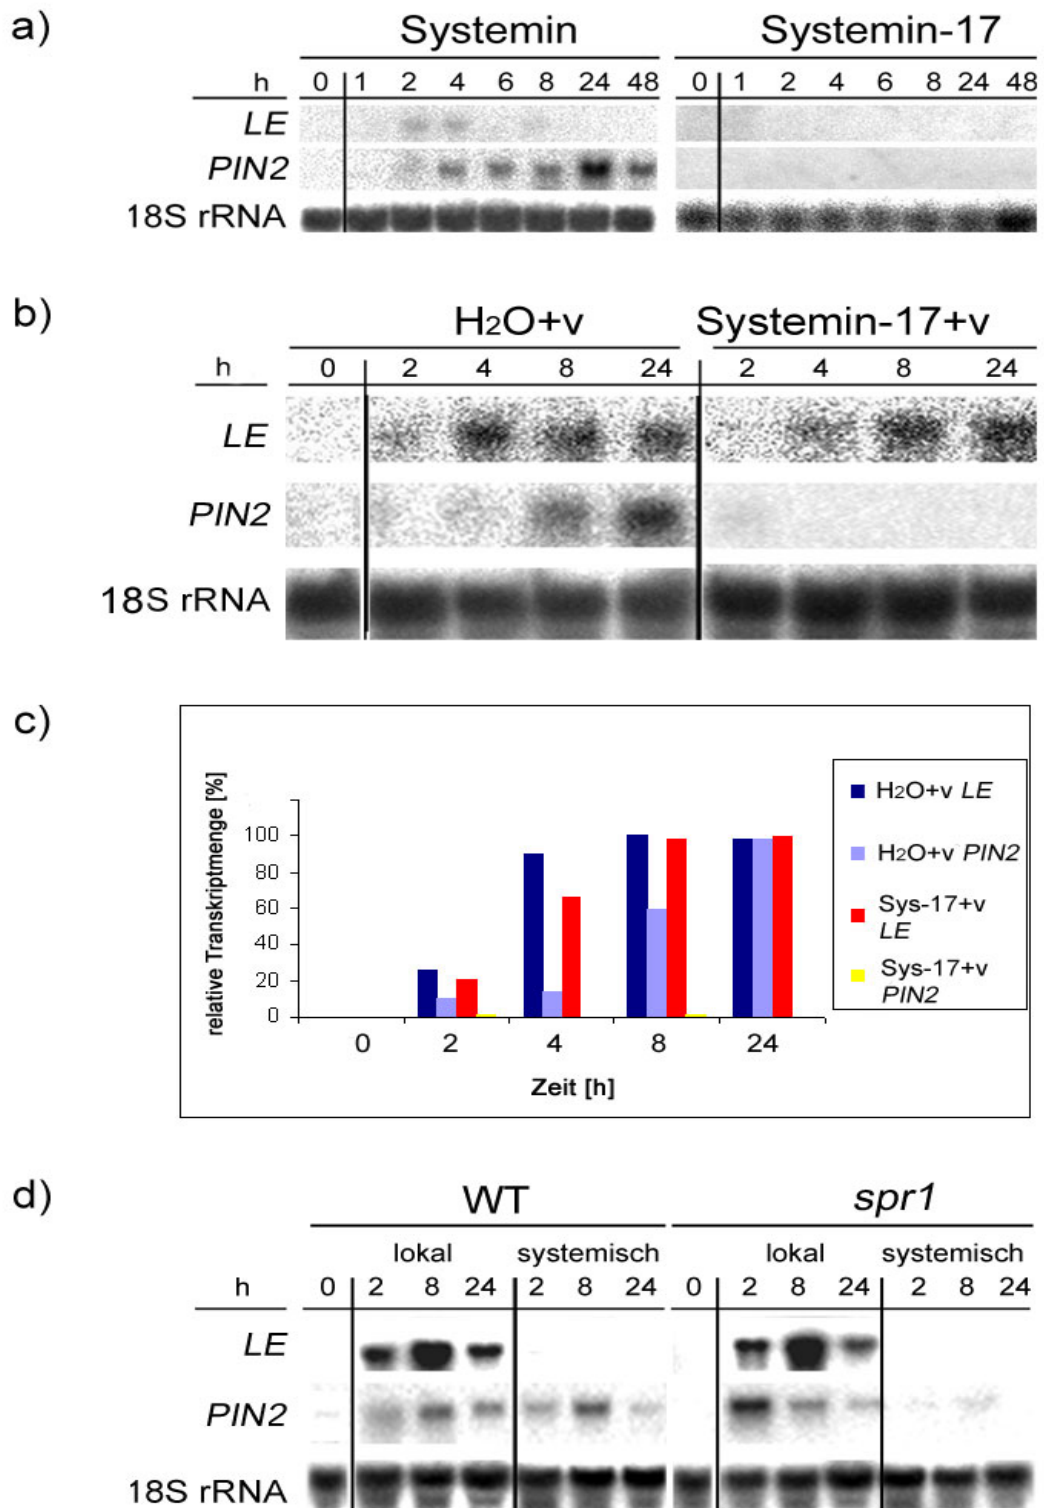 a)
Systemin Systemin-17
h 0 1 2 4 6 8 24 48 0 1 2 4 6 8 24 48
LE
PIN2
18S rRNA
b)
H2O+v Systemin-17+v
h 0 2 4 8 24 2 4 8 24
LE
PIN2
18S rRNA
c)
relative Transkriptmenge [%]
100
80
60
40
20
0
0 2 4 8 24
Zeit [h]
H2O+v LE
H2O+v PIN2
Sys-17+v
LE
Sys-17+v
PIN2
d)
WT spr1
lokal systemisch lokal systemisch
h 0 2 8 24 2 8 24 0 2 8 24 2 8 24
LE
PIN2
18S rRNA